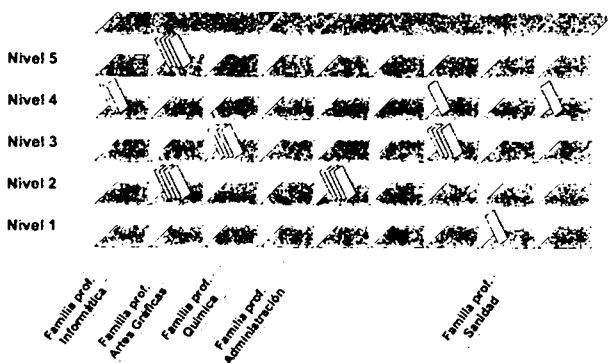 Nivel 5
Nivel 4
Nivel 3
Nivel 2
Nivel 1
Familia prof.
Informática
Familia prof.
Artes Gráficas
Familia prof.
Química
Familia prof.
Administración
Familia prof.
Sanidad